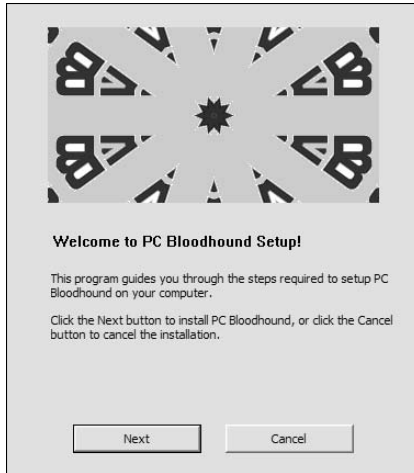 Welcome to PC Bloodhound Setup!
This program guides you through the steps required to setup PC
Bloodhound on your computer.
Click the Next button to install PC Bloodhound, or click the Cancel
button to cancel the installation.
Next
Cancel